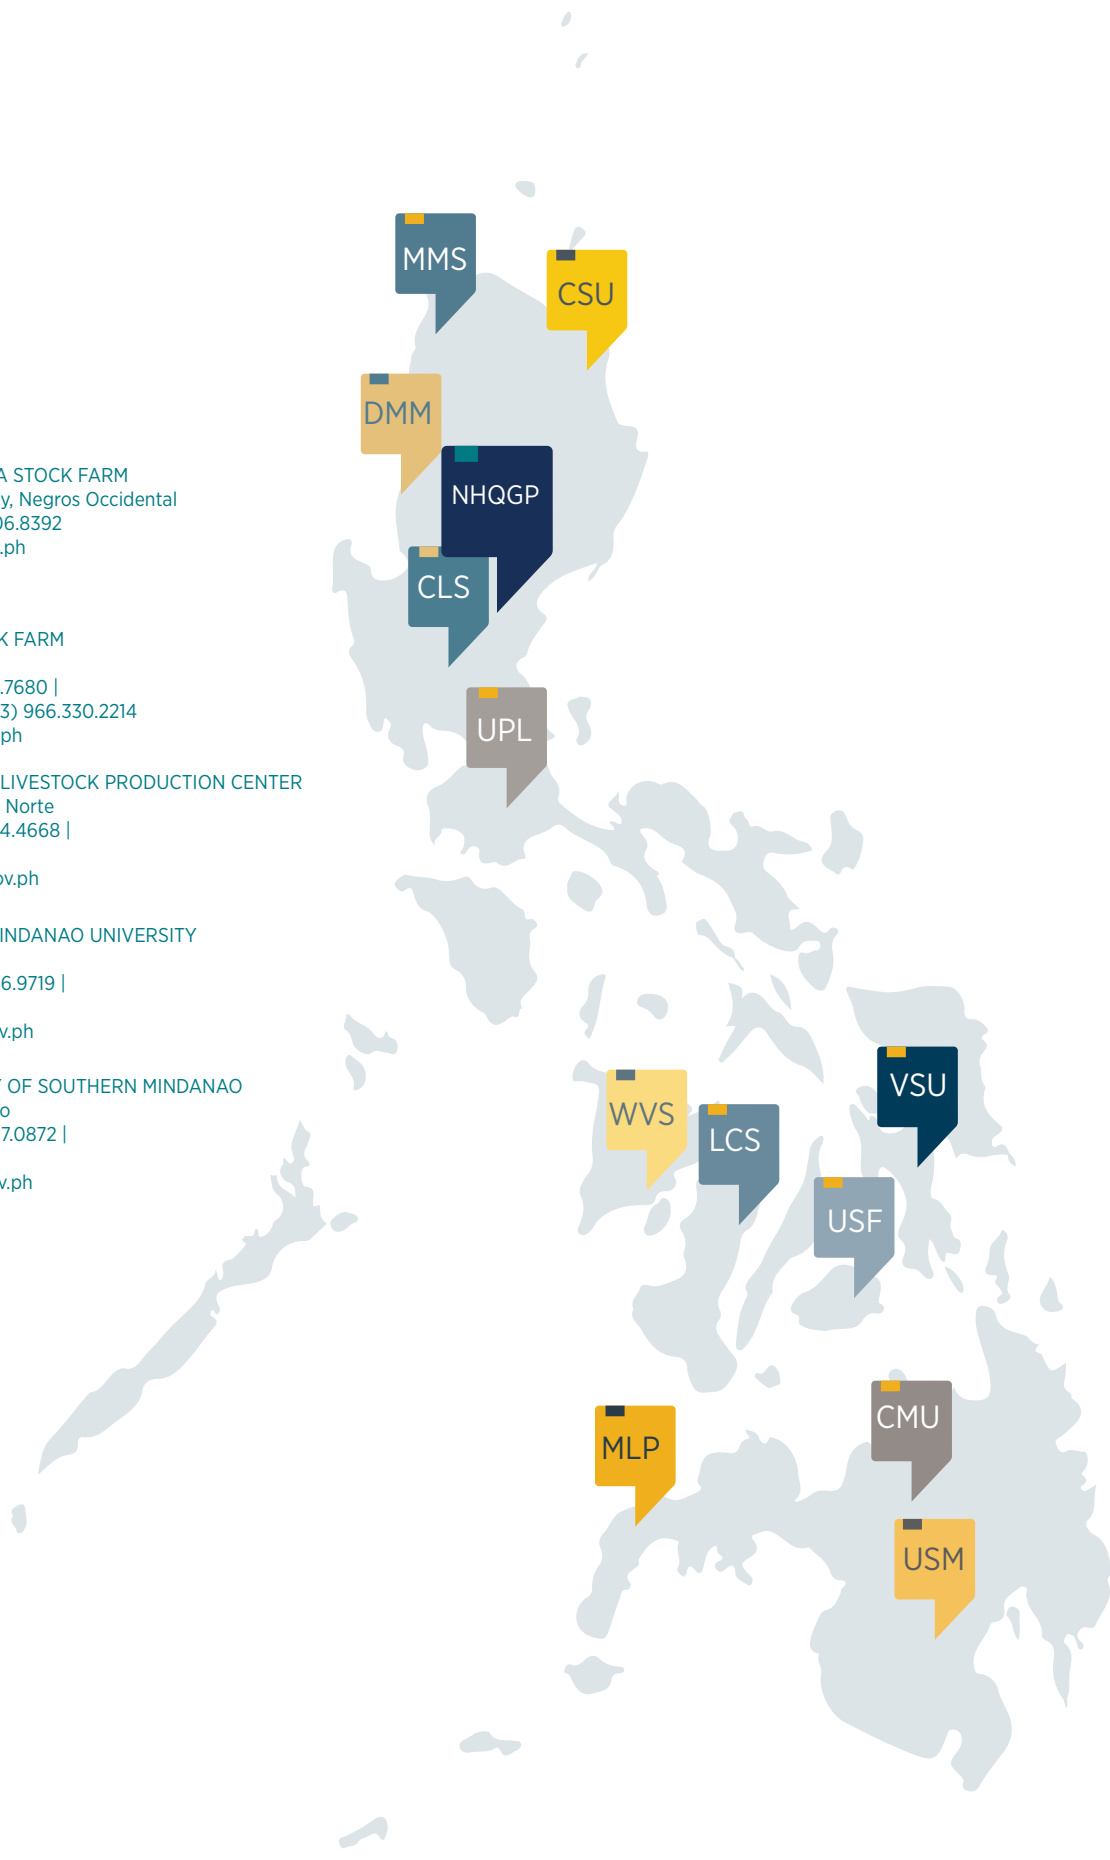 MMS
CSU
DMM
NHQGP
CLS
UPL
WVS
LCS
VSU
USF
MLP
CMU
USM
A STOCK FARM
y, Negros Occidental
06.8392
.ph
K FARM
.7680 |
3) 966.330.2214
ph
LIVESTOCK PRODUCTION CENTER
Norte
4.4668 |
ov.ph
INDANAO UNIVERSITY
6.9719 |
v.ph
Y OF SOUTHERN MINDANAO
o
7.0872 |
v.ph